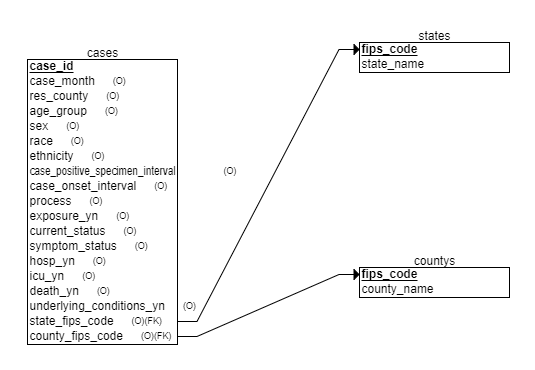 cases
case_id
case_month (O)
res_county (O)
age_group (O)
sex (O)
race (O)
ethnicity (O)
case_positive_specimen_interval (O)
case_onset_interval (O)
process (O)
exposure_yn (O)
current_status (O)
symptom_status (O)
hosp_yn (O)
icu_yn (O)
death_yn (O)
underlying_conditions_yn (O)
state_fips_code (O)(FK)
county_fips_code (O)(FK)
states
fips_code
state_name
countys
fips_code
county_name